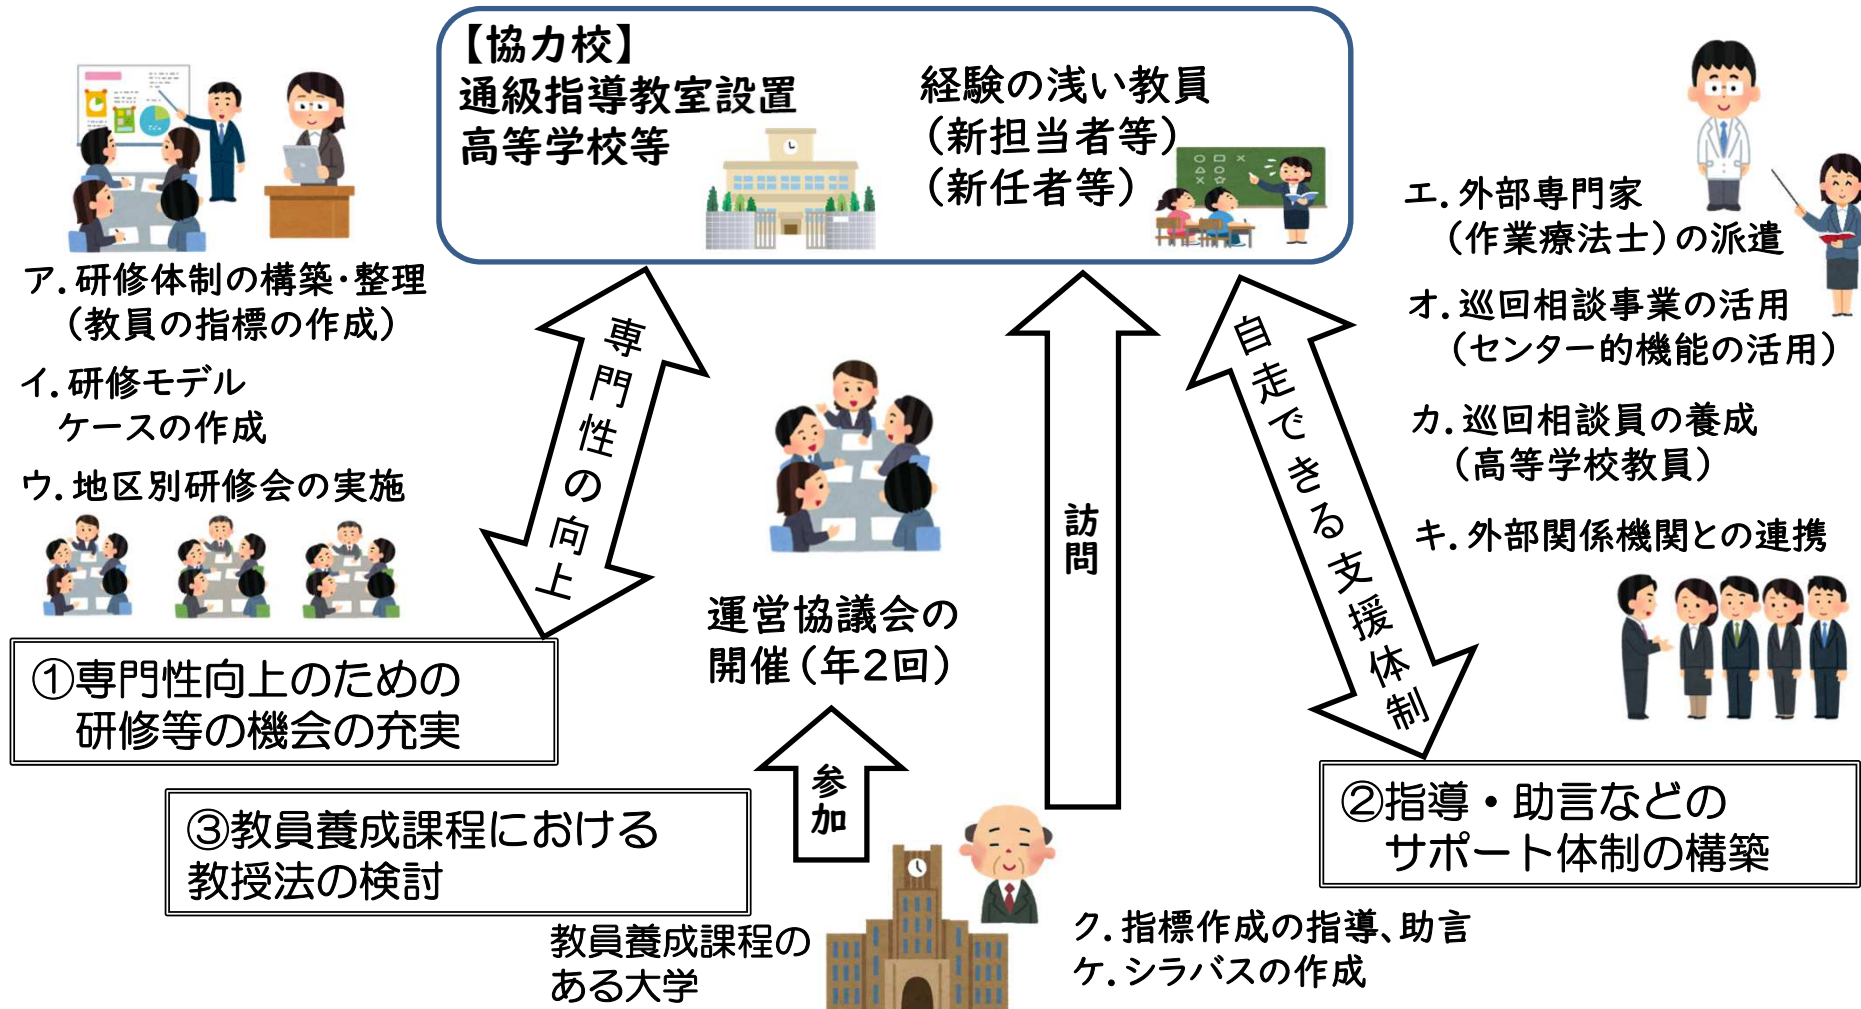 【協力校】
通級指導教室設置
高等学校等
経験の浅い教員
(新担当者等)
(新任者等)
ア.研修体制の構築・整理
(教員の指標の作成)
イ.研修モデル
ケースの作成
ウ.地区別研修会の実施
専門性の向上
運営協議会の
開催(年2回)
訪問
自走できる支援体制
エ.外部専門家
(作業療法士)の派遣
オ.巡回相談事業の活用
(センター的機能の活用)
カ.巡回相談員の養成
(高等学校教員)
キ.外部関係機関との連携
①専門性向上のための
研修等の機会の充実
参加
③教員養成課程における
教授法の検討
②指導・助言などの
サポート体制の構築
教員養成課程の
ある大学
ク.指標作成の指導、助言
ケ.シラバスの作成